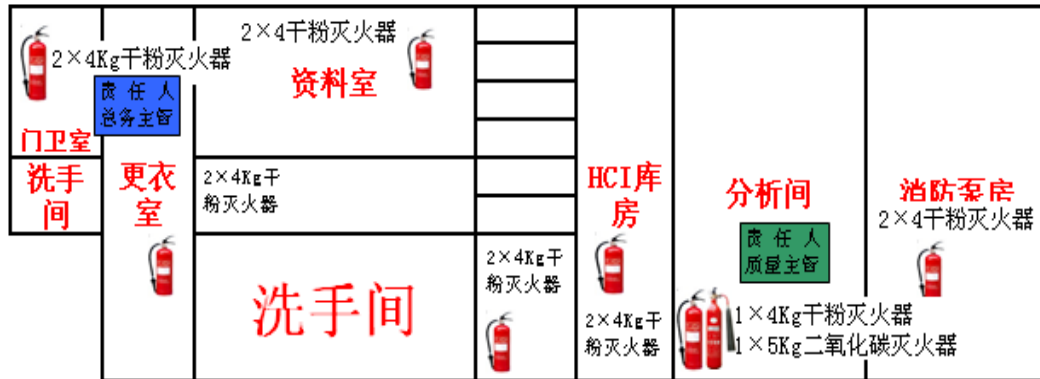 2×4Kg干粉灭火器
责任人
总务主管
门卫室
洗手
间
更衣
室
2×4干粉灭火器
资料室
2×4Kg干
粉灭火器
洗手间
2×4Kg干
粉灭火器
HCI库
房
2×4Kg干
粉灭火器
分析间
责任人
质量主管
1×4Kg干粉灭火器
1×5Kg二氧化碳灭火器
消防泵房
2×4干粉灭火器